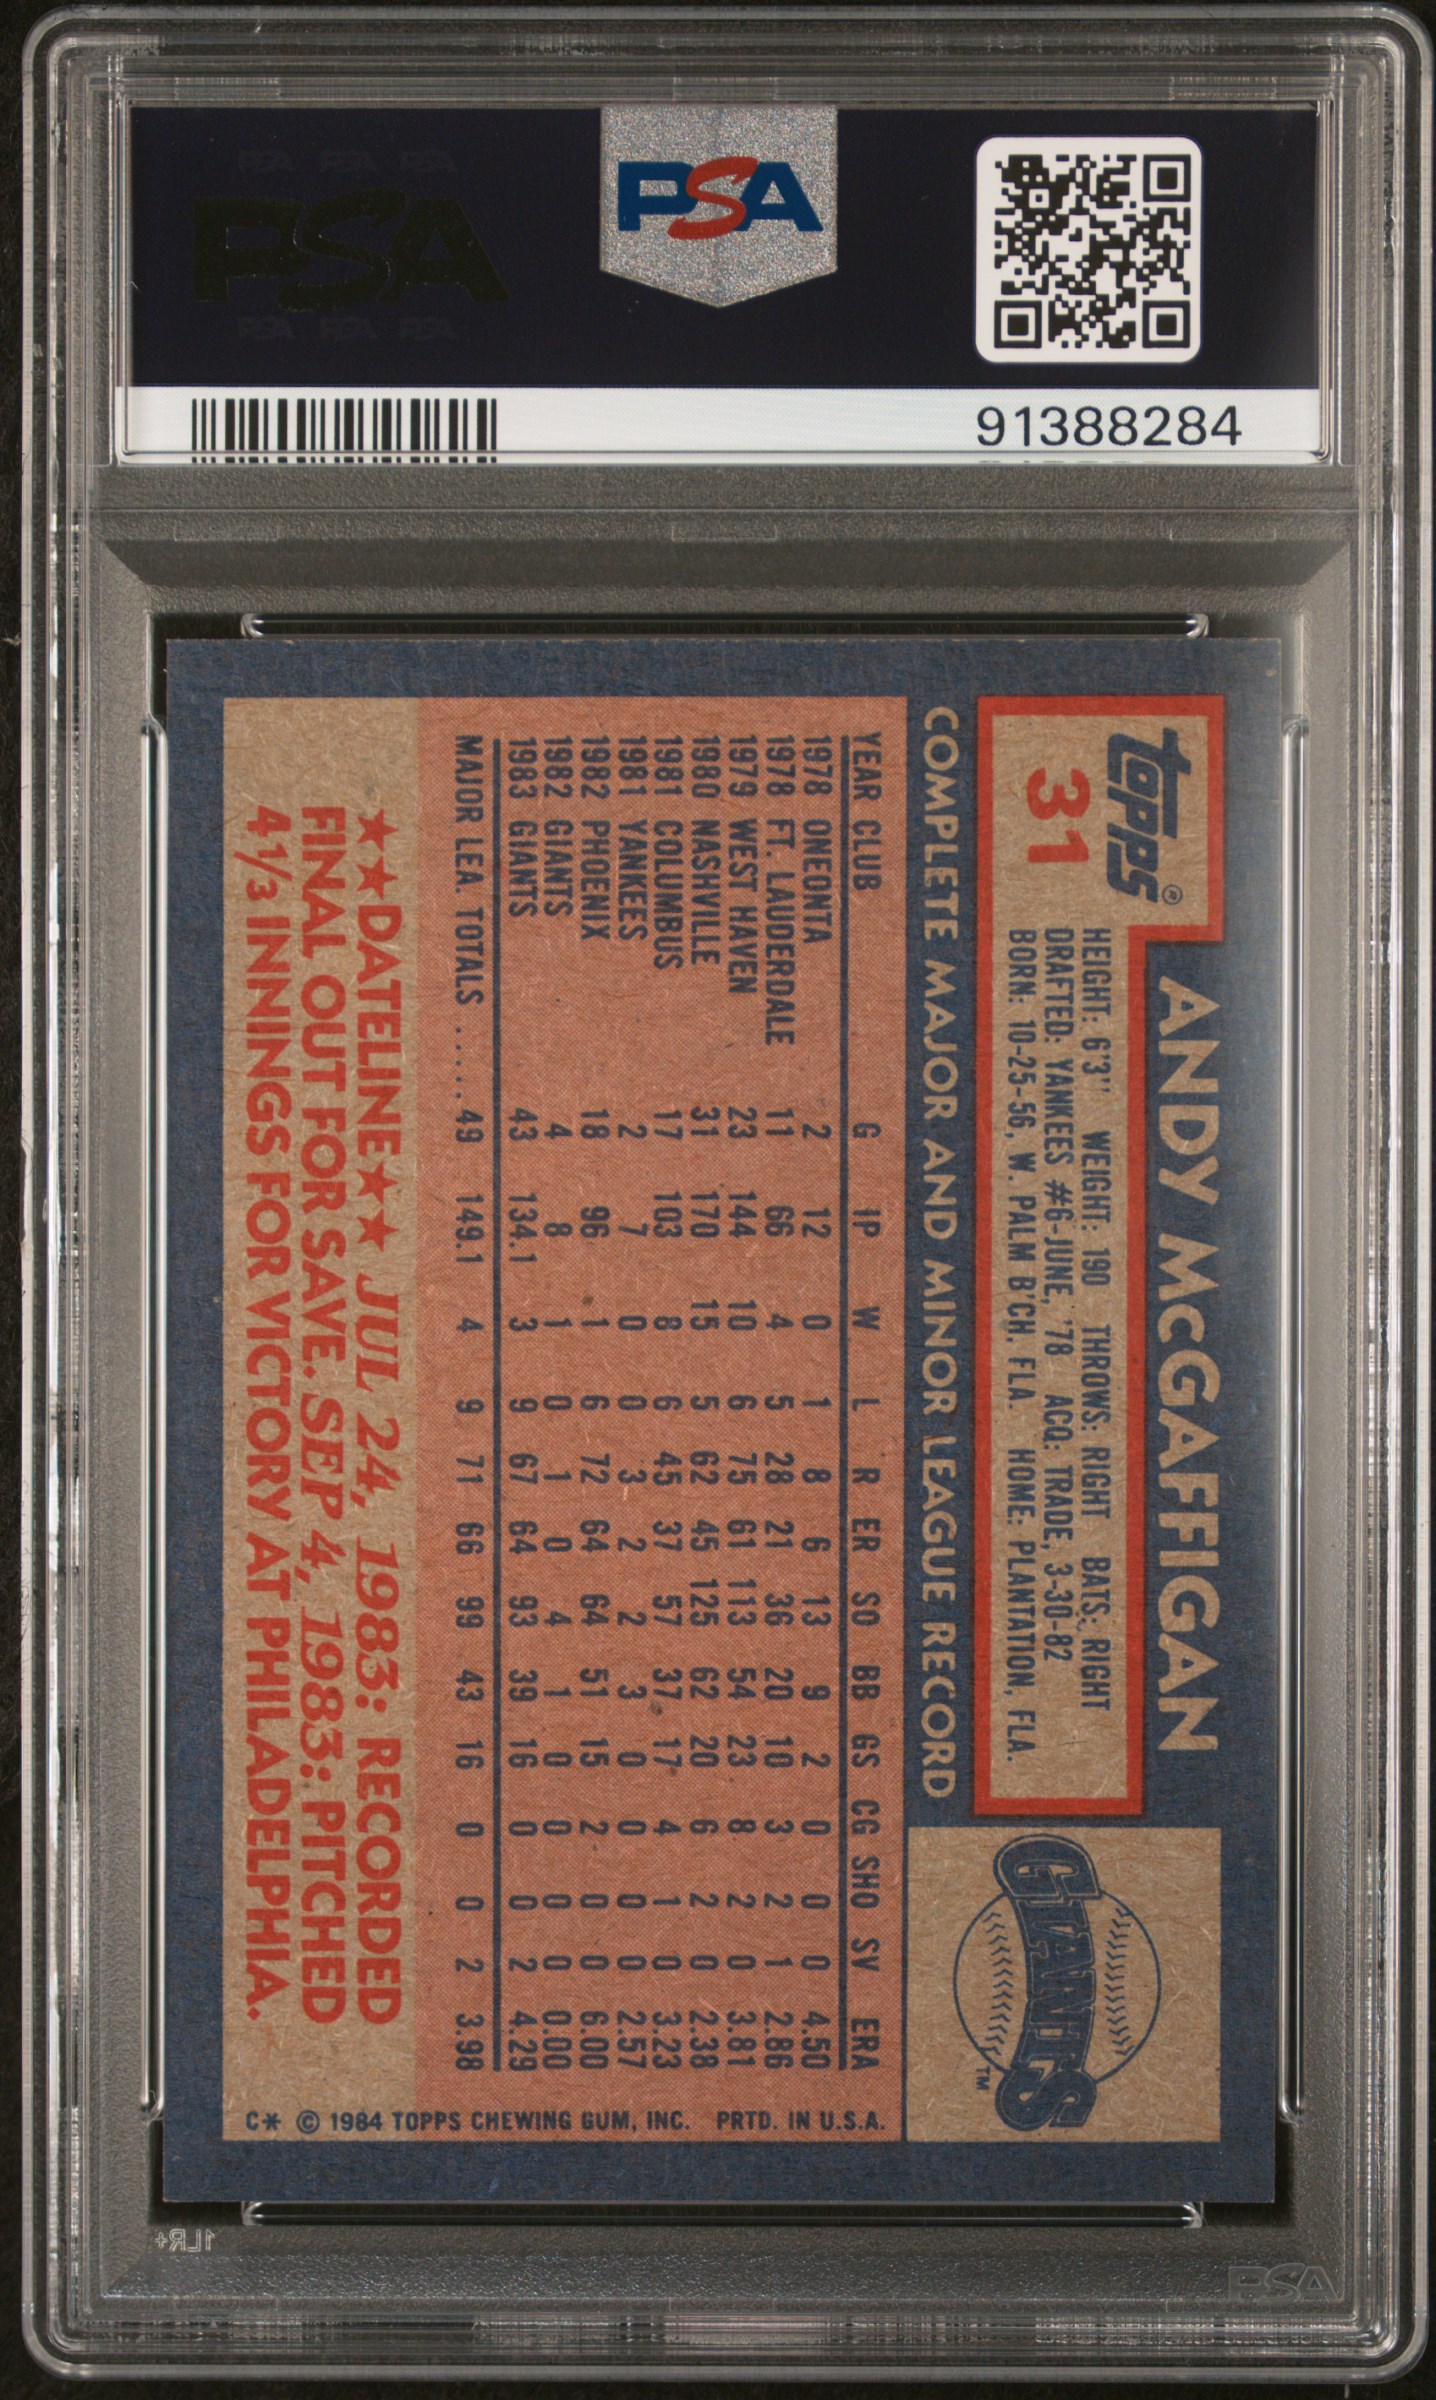 PSA
PSA PSA PSA
PSA
PSA PSA PSA
91388284
topps®
31
ANDY McGAFFIGAN
HEIGHT: 6'3" WEIGHT: 190 THROWS: RIGHT BATS: RIGHT
DRAFTED: YANKEES #6-JUNE, '78 ACQ: TRADE, 3-30-82
BORN: 10-25-56, W. PALM B'CH. FLA. HOME: PLANTATION, FLA.
GIANTS TM
COMPLETE MAJOR AND MINOR LEAGUE RECORD
YEAR CLUB G IP W L R ER SO BB GS CG SHO SV ERA
1978 ONEONTA 2 12 0 1 8 6 13 9 2 0 0 0 4.50
1978 FT. LAUDERDALE 11 66 4 5 28 21 36 20 10 3 2 1 2.86
1979 WEST HAVEN 23 144 10 6 75 61 113 54 23 8 2 0 3.81
1980 NASHVILLE 31 170 15 5 62 45 125 62 20 6 2 0 2.38
1981 COLUMBUS 17 103 8 6 45 37 57 37 17 4 1 0 3.23
1981 YANKEES 2 7 0 0 3 2 2 3 0 0 0 0 2.57
1982 PHOENIX 18 96 1 6 72 64 64 51 15 2 0 0 6.00
1982 GIANTS 4 8 1 0 1 0 4 1 0 0 0 0 0.00
1983 GIANTS 43 134.1 3 9 67 64 93 39 16 0 0 2 4.29
MAJOR LEA. TOTALS ..... 49 149.1 4 9 71 66 99 43 16 0 0 2 3.98
★★DATELINE★★ JUL 24, 1983: RECORDED
FINAL OUT FOR SAVE. SEP 4, 1983: PITCHED
4 1/3 INNINGS FOR VICTORY AT PHILADELPHIA.
C* © 1984 TOPPS CHEWING GUM, INC. PRTD. IN U.S.A.
1LR+
PSA